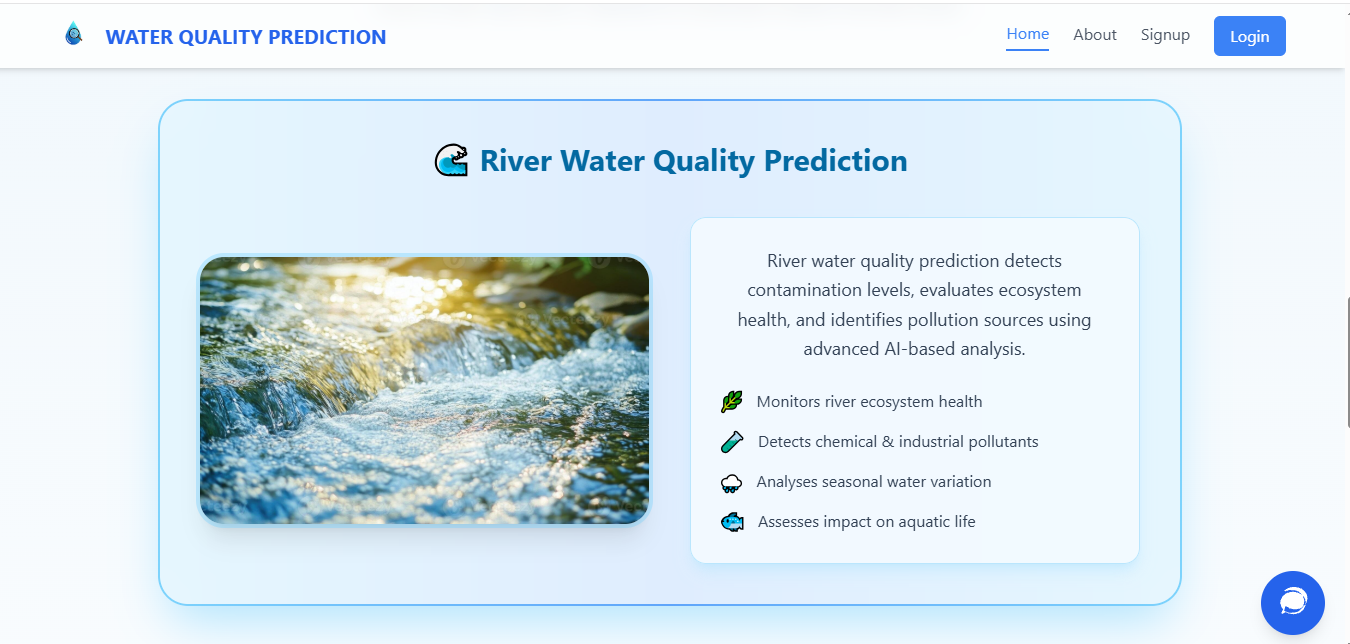 WATER QUALITY PREDICTION
Home
About
Signup
Login
River Water Quality Prediction
River water quality prediction detects
contamination levels, evaluates ecosystem
health, and identifies pollution sources using
advanced AI-based analysis.
Monitors river ecosystem health
Detects chemical & industrial pollutants
Analyses seasonal water variation
Assesses impact on aquatic life